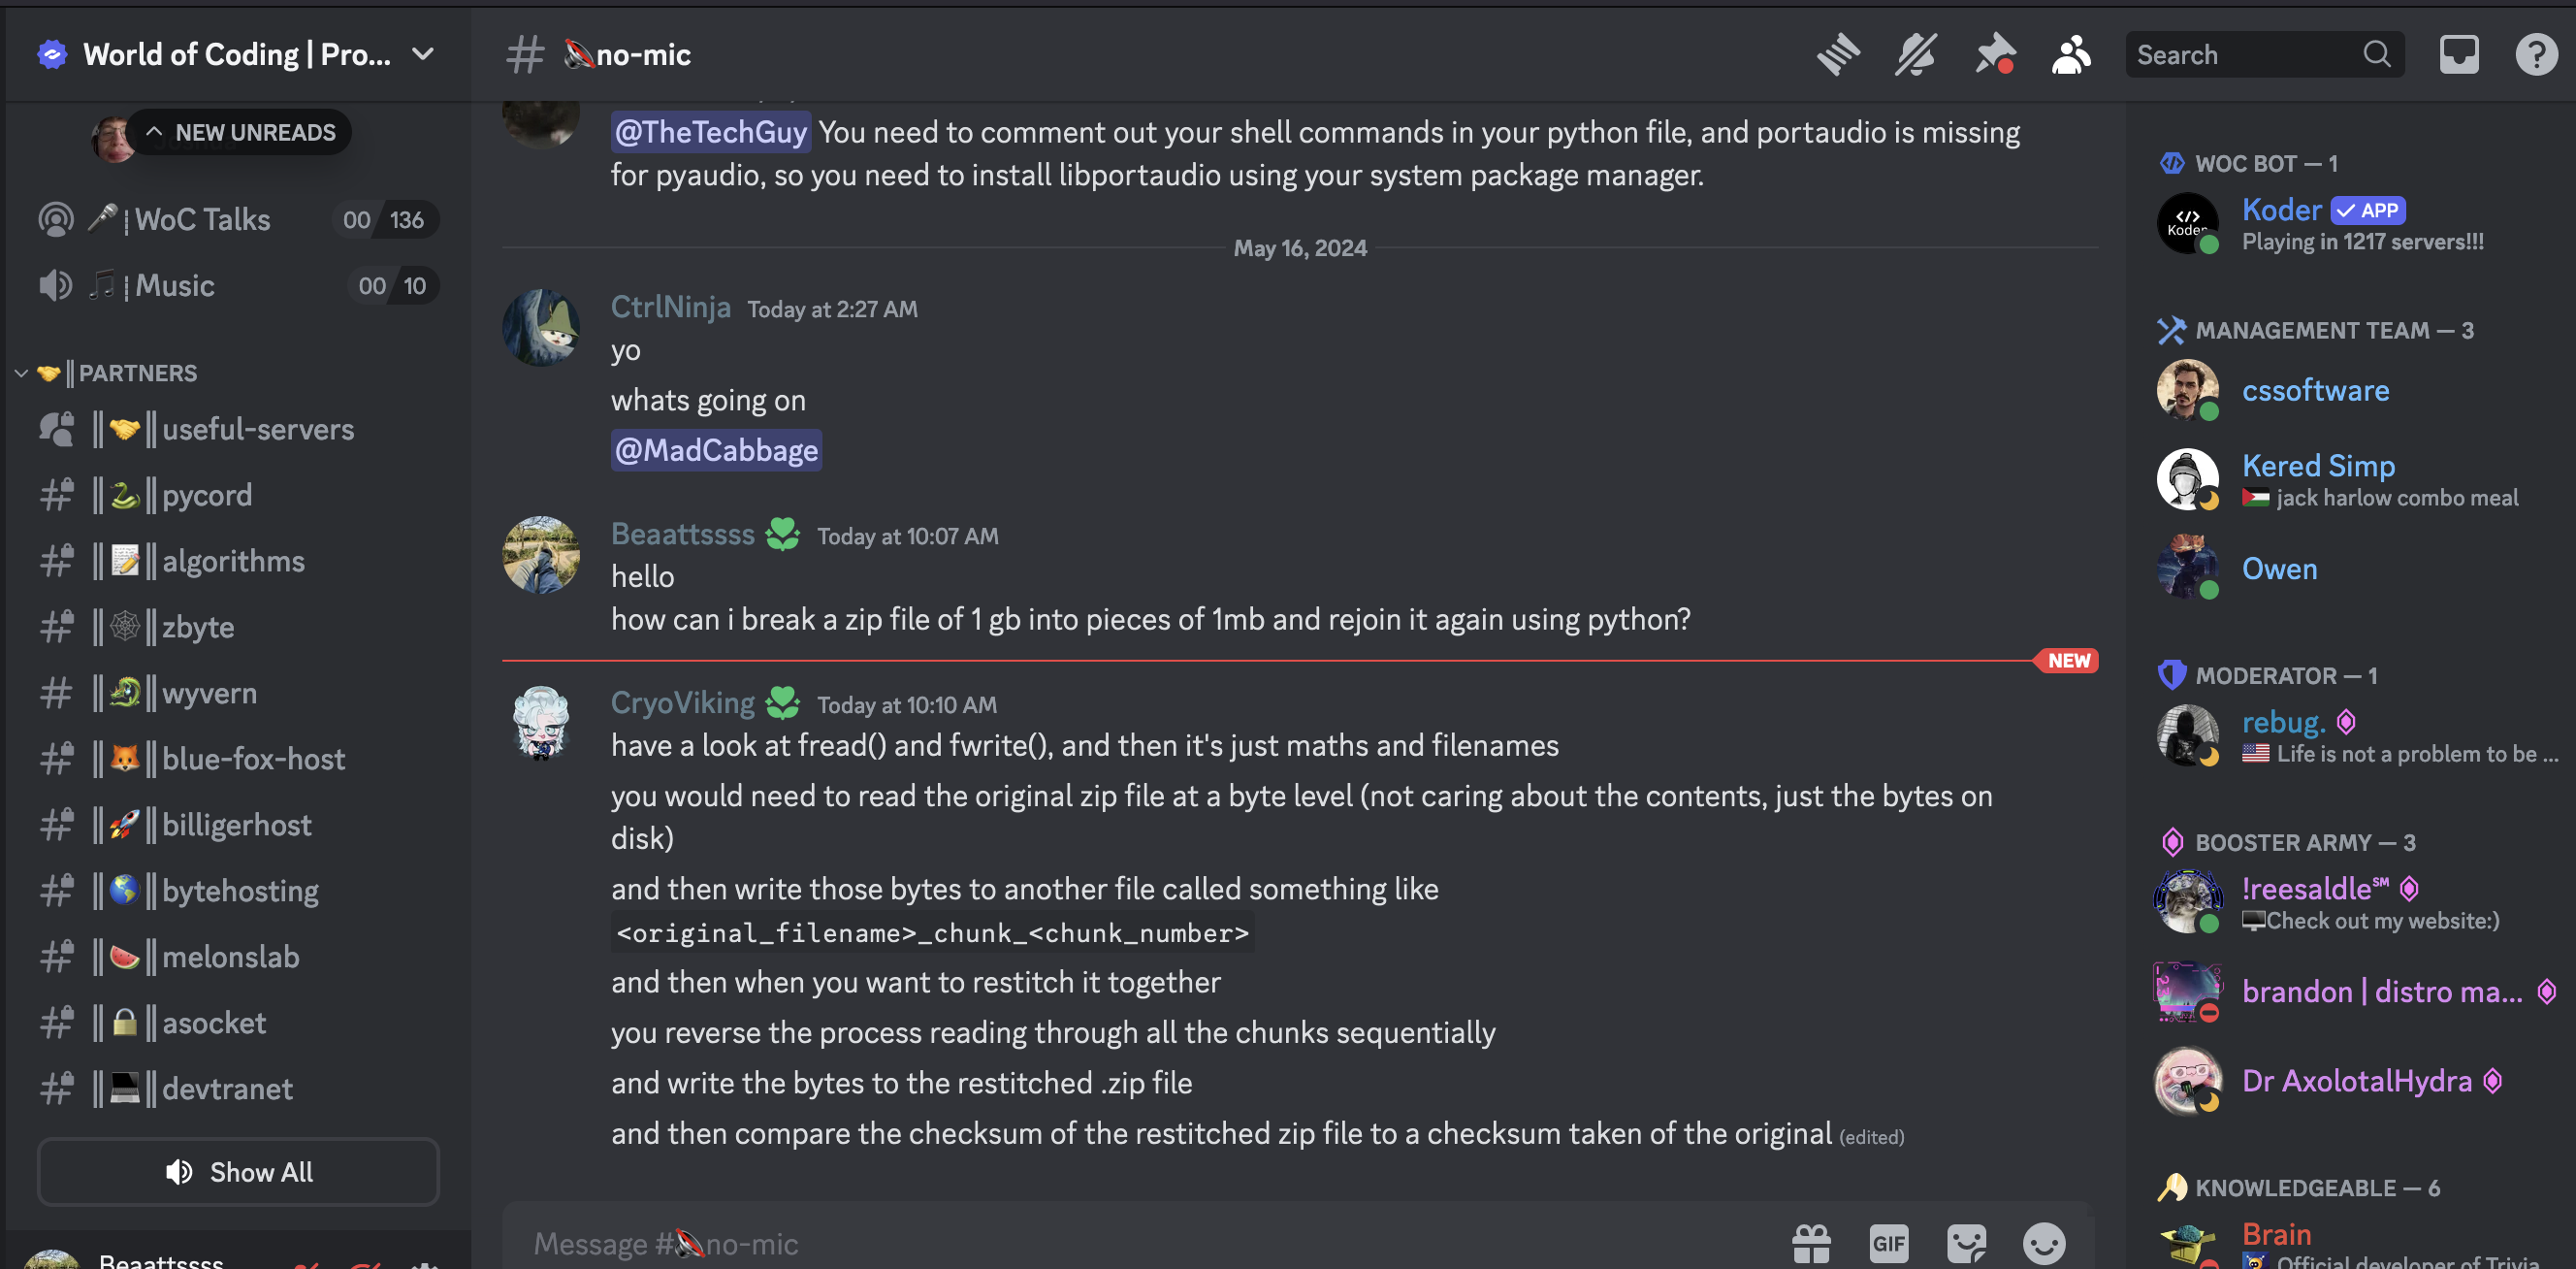 World of Coding | Pro...
NEW UNREADS
WoC Talks
00 136
Music
00 10
PARTNERS
useful-servers
pycord
algorithms
zbyte
wyvern
blue-fox-host
billigerhost
bytehosting
melonslab
asocket
devtranet
Show All
Beaattssss
no-mic
Search
@TheTechGuy You need to comment out your shell commands in your python file, and portaudio is missing
for pyaudio, so you need to install libportaudio using your system package manager.
May 16, 2024
CtrlNinja Today at 2:27 AM
yo
whats going on
@MadCabbage
Beaattssss Today at 10:07 AM
hello
how can i break a zip file of 1 gb into pieces of 1mb and rejoin it again using python?
NEW
CryoViking Today at 10:10 AM
have a look at fread() and fwrite(), and then it's just maths and filenames
you would need to read the original zip file at a byte level (not caring about the contents, just the bytes on
disk)
and then write those bytes to another file called something like
<original_filename>_chunk_<chunk_number>
and then when you want to restitch it together
you reverse the process reading through all the chunks sequentially
and write the bytes to the restitched .zip file
and then compare the checksum of the restitched zip file to a checksum taken of the original (edited)
Message # no-mic
GIF
WOC BOT — 1
</> Koder
Koder APP
Playing in 1217 servers!!!
MANAGEMENT TEAM — 3
cssoftware
Kered Simp
jack harlow combo meal
Owen
MODERATOR — 1
rebug.
Life is not a problem to be ...
BOOSTER ARMY — 3
!reesaldle℠
Check out my website:)
brandon | distro ma...
Dr AxolotalHydra
KNOWLEDGEABLE — 6
Brain
Official developer of Trivia